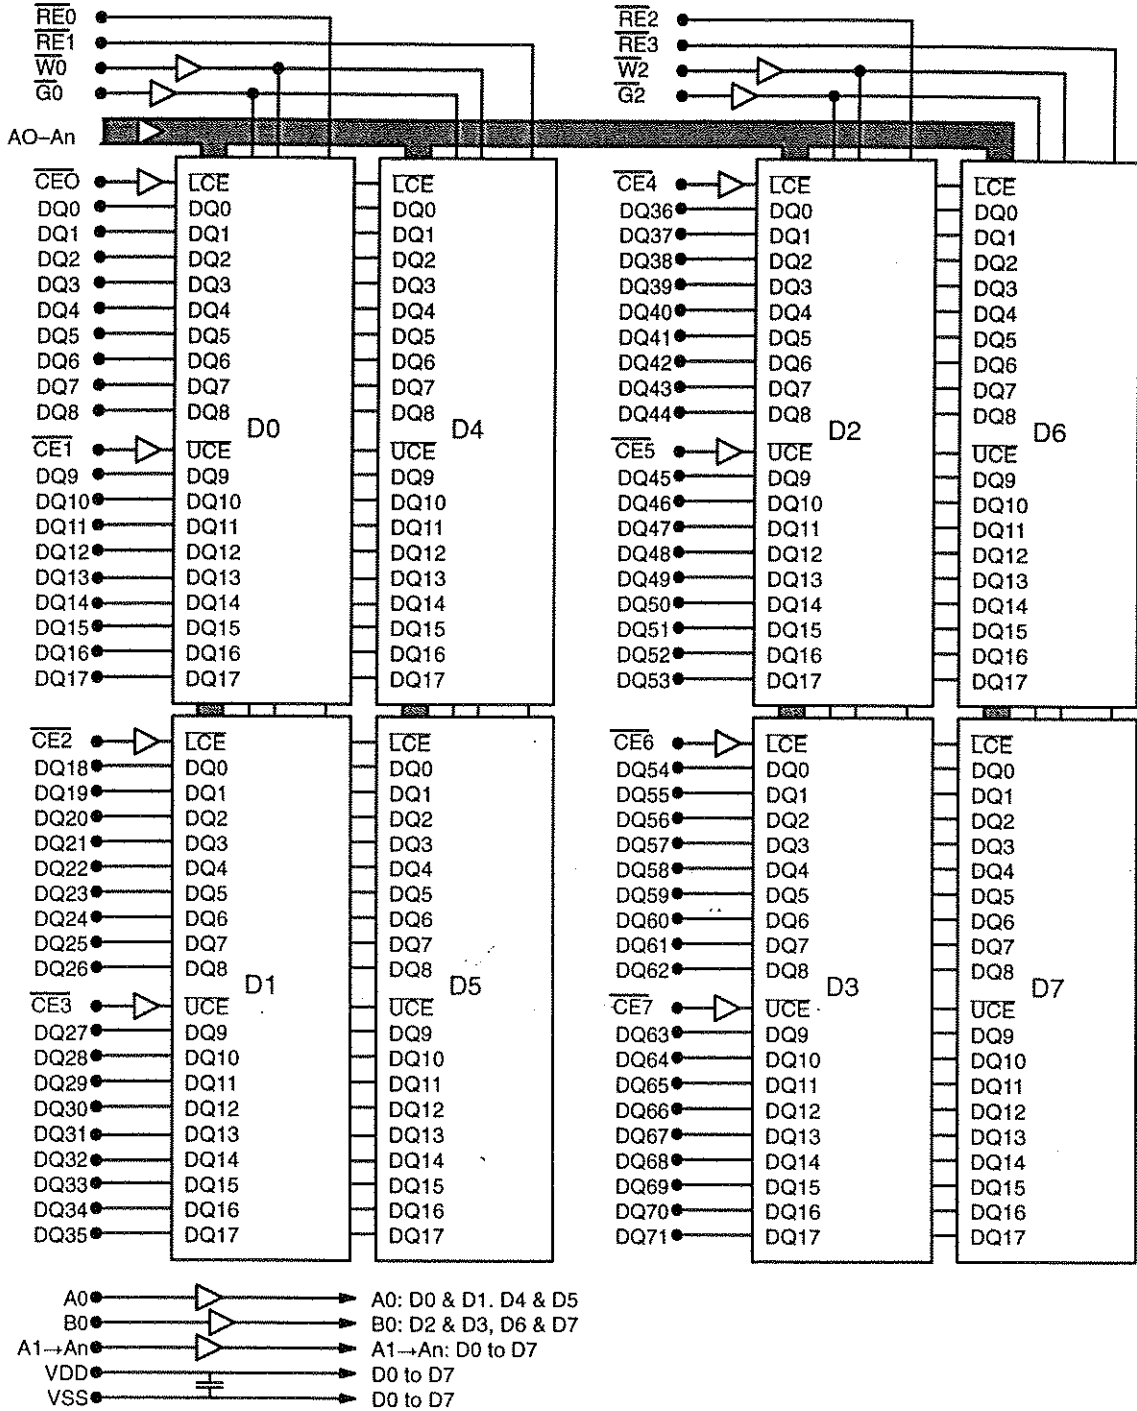 RE0
RE1
W0
G0
AO–An
RE2
RE3
W2
G2
CEO LCE LCE
DQ0 DQ0 DQ0
DQ1 DQ1 DQ1
DQ2 DQ2 DQ2
DQ3 DQ3 DQ3
DQ4 DQ4 DQ4
DQ5 DQ5 DQ5
DQ6 DQ6 DQ6
DQ7 DQ7 DQ7
DQ8 DQ8 DQ8
D0 D4
CE1 UCE UCE
DQ9 DQ9 DQ9
DQ10 DQ10 DQ10
DQ11 DQ11 DQ11
DQ12 DQ12 DQ12
DQ13 DQ13 DQ13
DQ14 DQ14 DQ14
DQ15 DQ15 DQ15
DQ16 DQ16 DQ16
DQ17 DQ17 DQ17
CE4 LCE LCE
DQ36 DQ0 DQ0
DQ37 DQ1 DQ1
DQ38 DQ2 DQ2
DQ39 DQ3 DQ3
DQ40 DQ4 DQ4
DQ41 DQ5 DQ5
DQ42 DQ6 DQ6
DQ43 DQ7 DQ7
DQ44 DQ8 DQ8
D2 D6
CE5 UCE UCE
DQ45 DQ9 DQ9
DQ46 DQ10 DQ10
DQ47 DQ11 DQ11
DQ48 DQ12 DQ12
DQ49 DQ13 DQ13
DQ50 DQ14 DQ14
DQ51 DQ15 DQ15
DQ52 DQ16 DQ16
DQ53 DQ17 DQ17
CE2 LCE LCE
DQ18 DQ0 DQ0
DQ19 DQ1 DQ1
DQ20 DQ2 DQ2
DQ21 DQ3 DQ3
DQ22 DQ4 DQ4
DQ23 DQ5 DQ5
DQ24 DQ6 DQ6
DQ25 DQ7 DQ7
DQ26 DQ8 DQ8
D1 D5
CE3 UCE UCE
DQ27 DQ9 DQ9
DQ28 DQ10 DQ10
DQ29 DQ11 DQ11
DQ30 DQ12 DQ12
DQ31 DQ13 DQ13
DQ32 DQ14 DQ14
DQ33 DQ15 DQ15
DQ34 DQ16 DQ16
DQ35 DQ17 DQ17
CE6 LCE LCE
DQ54 DQ0 DQ0
DQ55 DQ1 DQ1
DQ56 DQ2 DQ2
DQ57 DQ3 DQ3
DQ58 DQ4 DQ4
DQ59 DQ5 DQ5
DQ60 DQ6 DQ6
DQ61 DQ7 DQ7
DQ62 DQ8 DQ8
D3 D7
CE7 UCE UCE
DQ63 DQ9 DQ9
DQ64 DQ10 DQ10
DQ65 DQ11 DQ11
DQ66 DQ12 DQ12
DQ67 DQ13 DQ13
DQ68 DQ14 DQ14
DQ69 DQ15 DQ15
DQ70 DQ16 DQ16
DQ71 DQ17 DQ17
A0 A0: D0 & D1. D4 & D5
B0 B0: D2 & D3, D6 & D7
A1→An A1→An: D0 to D7
VDD D0 to D7
VSS D0 to D7